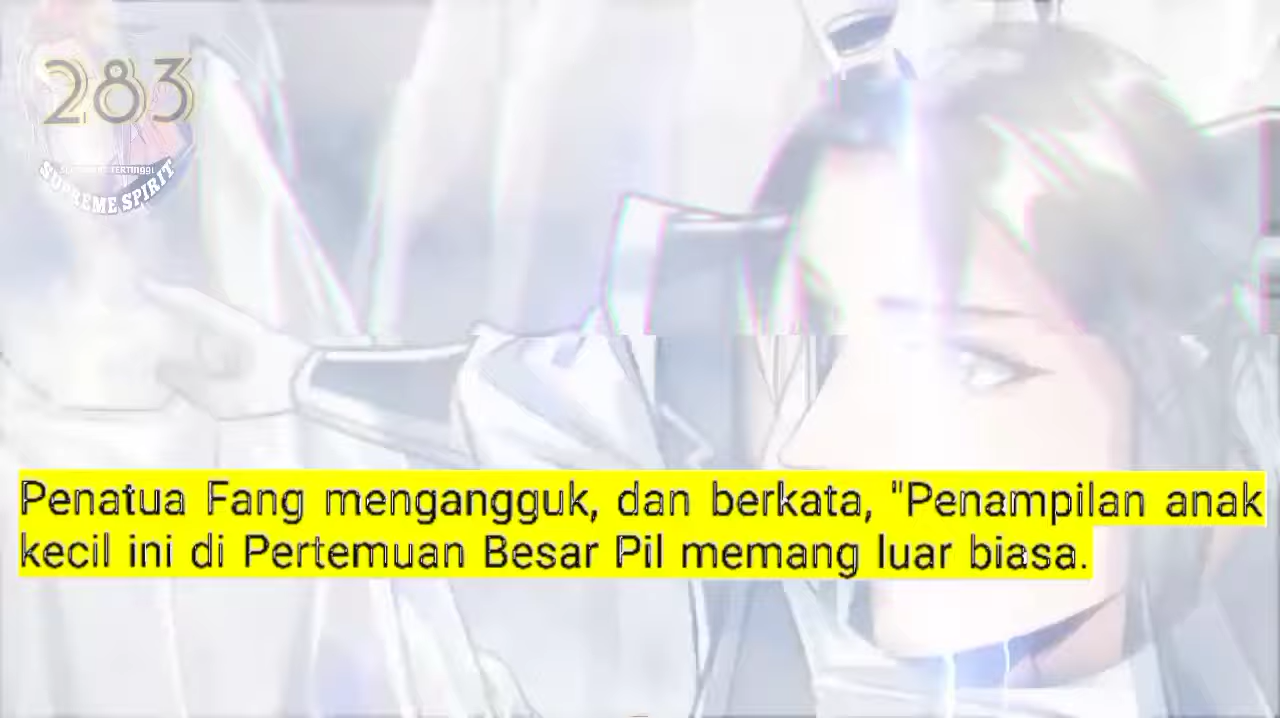 283
TERTINGGI
SUPREME SPIRIT
Penatua Fang mengangguk, dan berkata, "Penampilan anak
kecil ini di Pertemuan Besar Pil memang luar biasa.